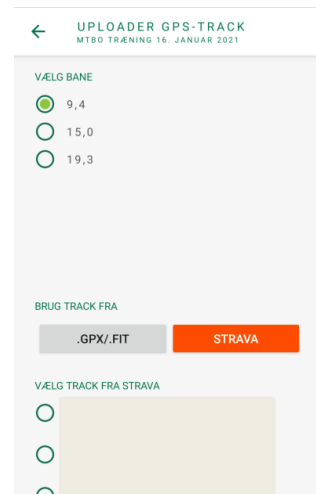 UPLOADER GPS-TRACK
MTBO TRÆNING 16. JANUAR 2021
VÆLG BANE
9,4
15,0
19,3
BRUG TRACK FRA
.GPX/.FIT
STRAVA
VÆLG TRACK FRA STRAVA